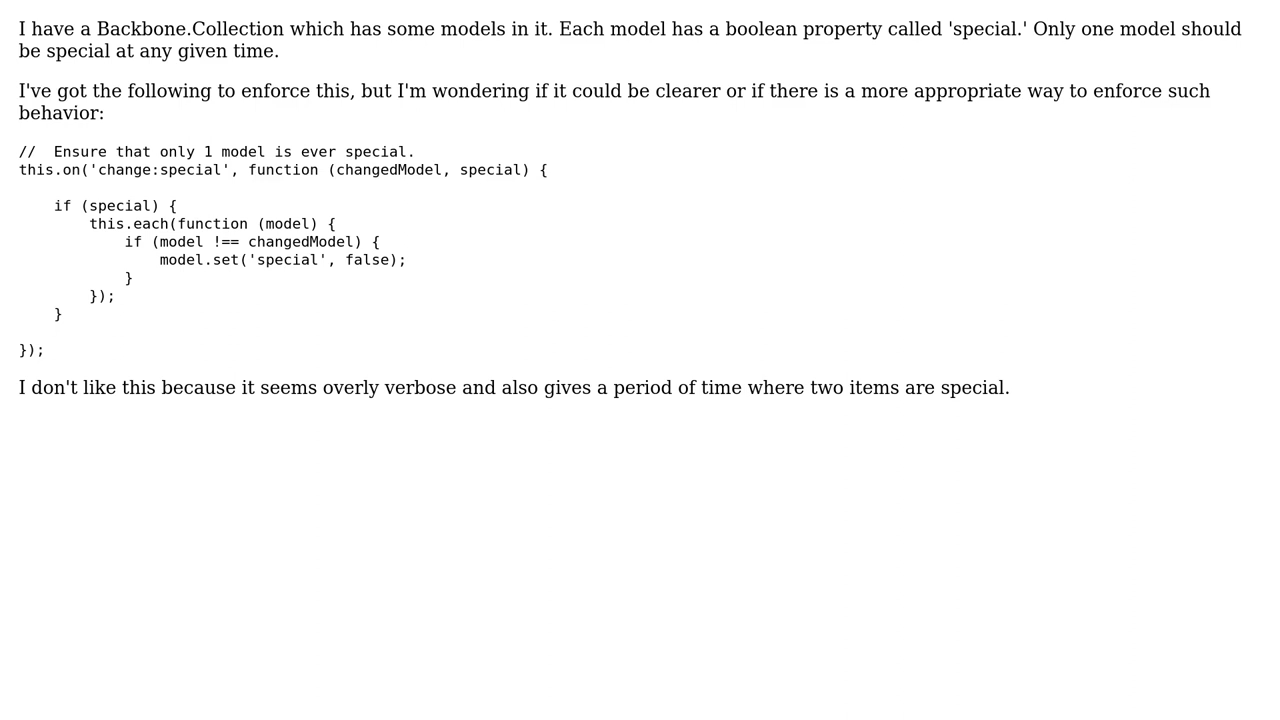 I have a Backbone.Collection which has some models in it. Each model has a boolean property called 'special.' Only one model should
be special at any given time.
I've got the following to enforce this, but I'm wondering if it could be clearer or if there is a more appropriate way to enforce such
behavior:
//  Ensure that only 1 model is ever special.
this.on('change:special', function (changedModel, special) {
    if (special) {
        this.each(function (model) {
            if (model !== changedModel) {
                model.set('special', false);
            }
        });
    }
});
I don't like this because it seems overly verbose and also gives a period of time where two items are special.